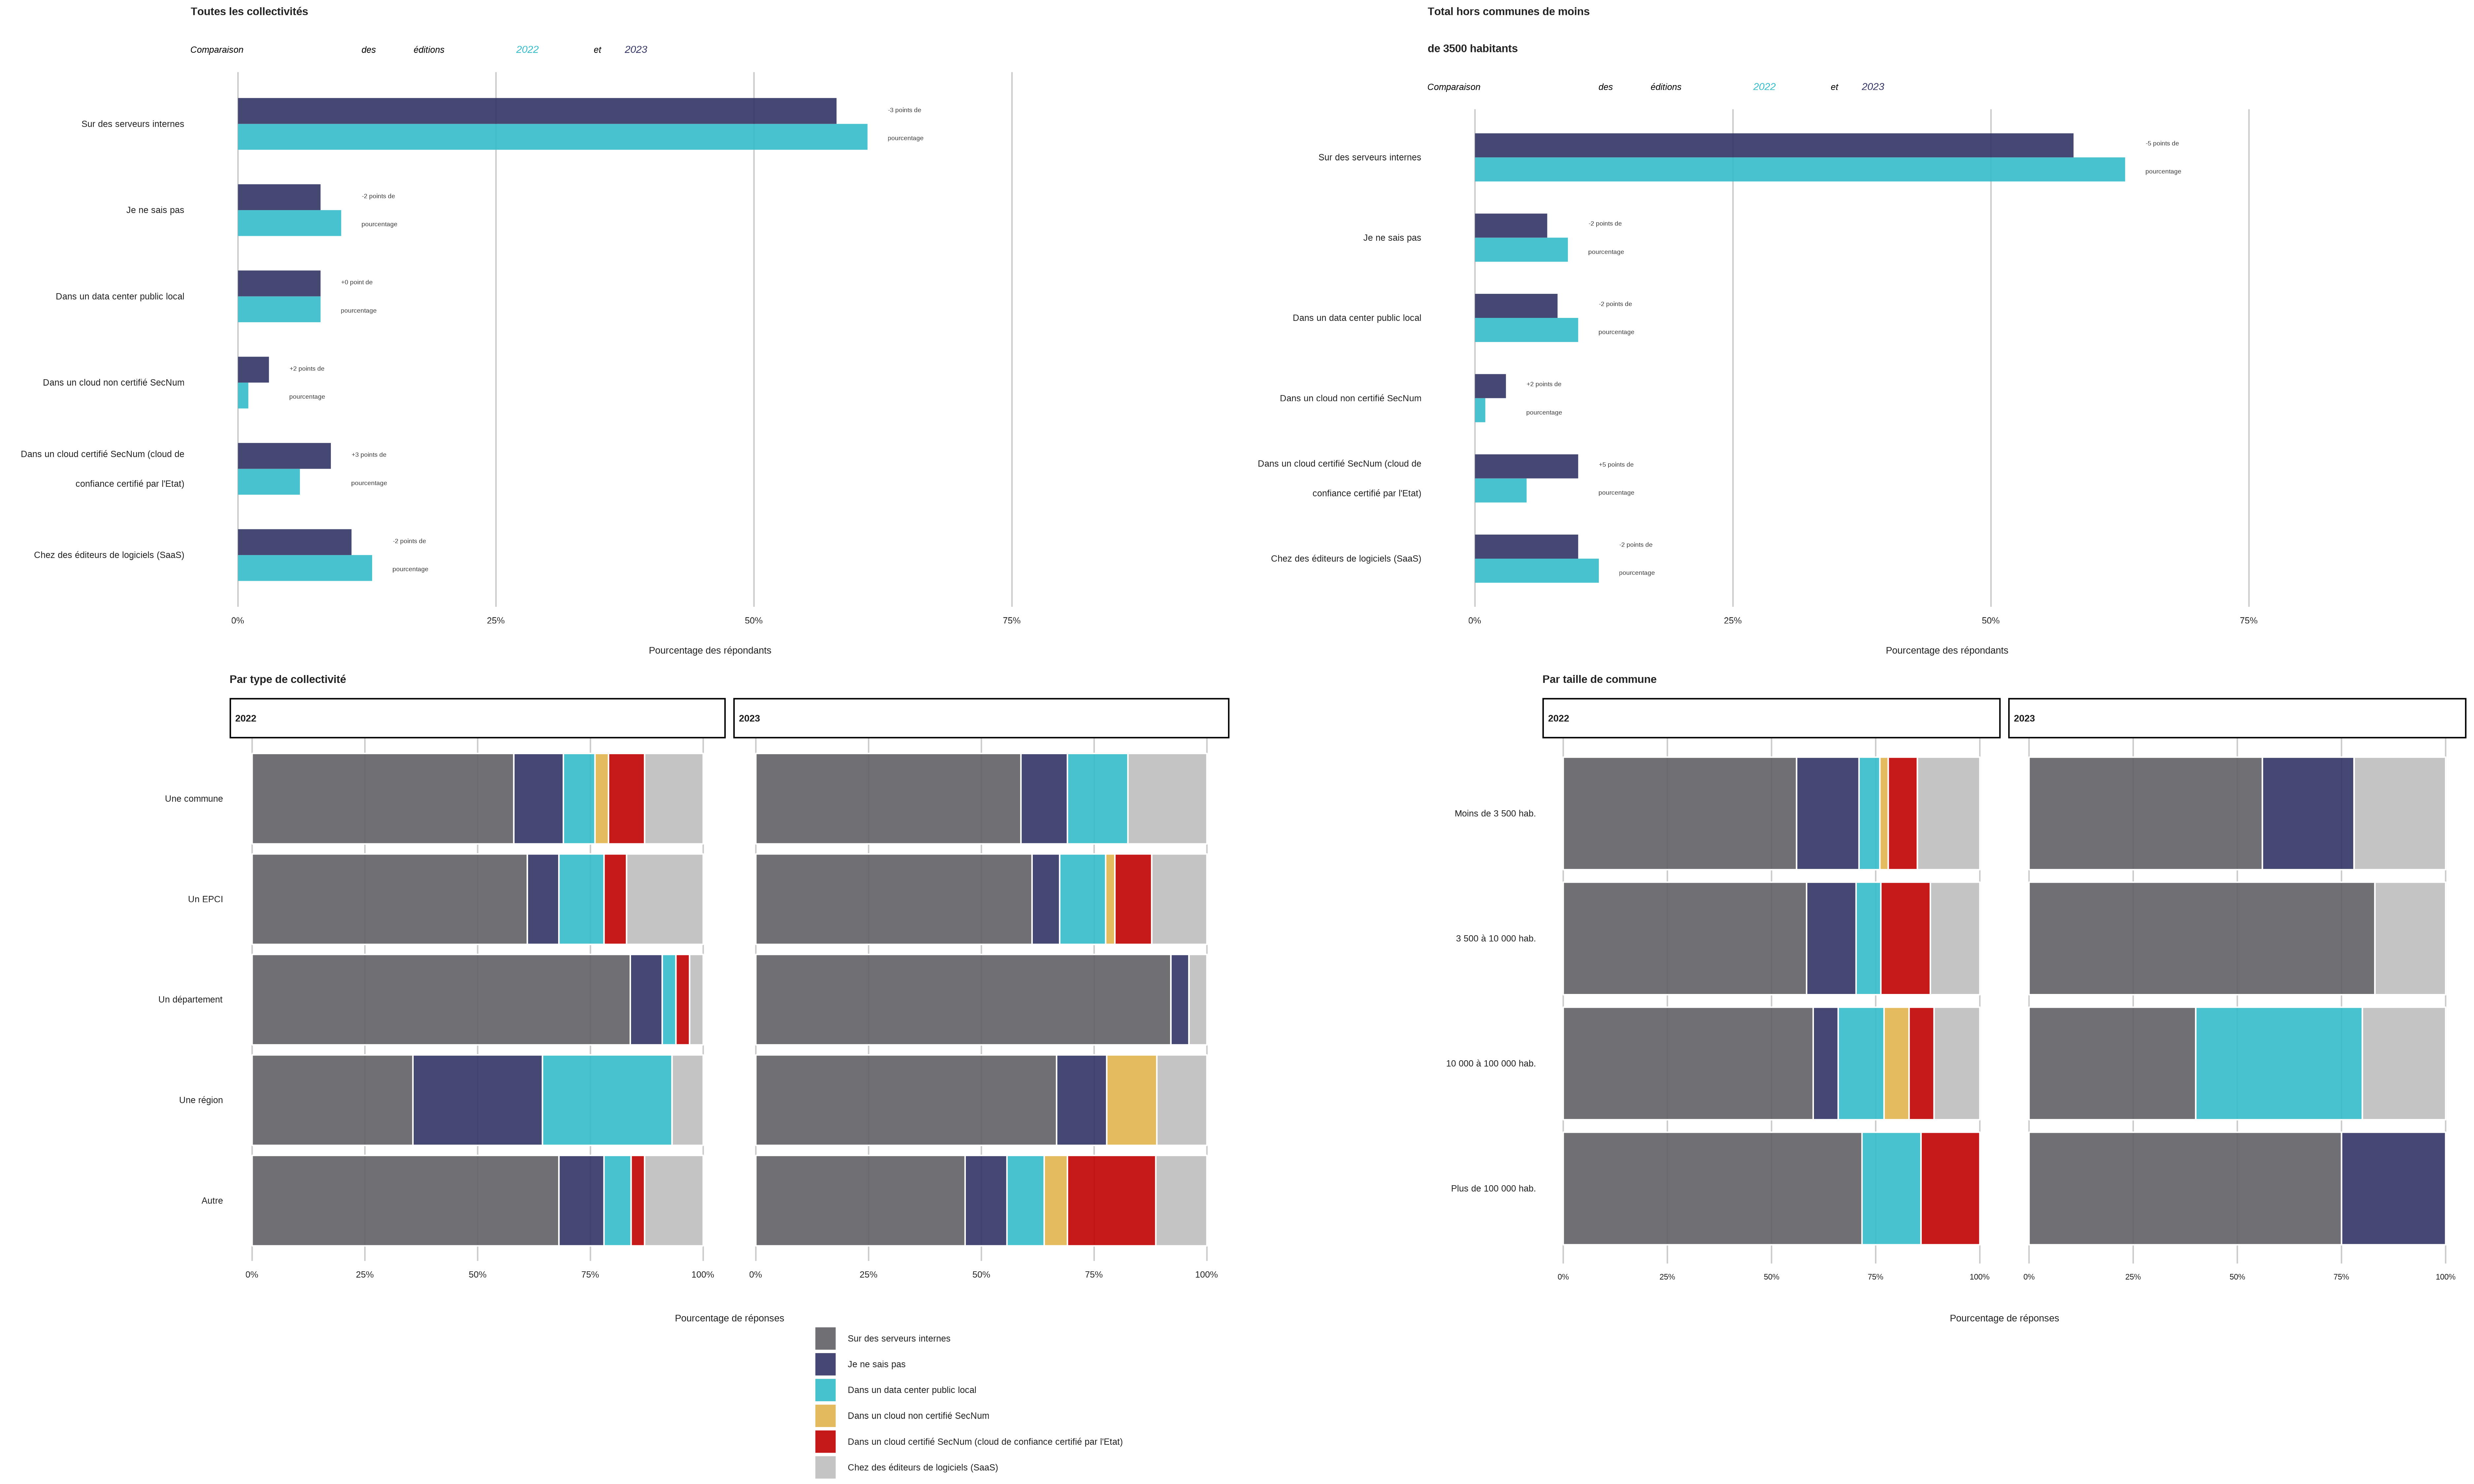 Toutes les collectivités
Comparaison des éditions 2022 et 2023
Sur des serveurs internes
-3 points de
pourcentage
Je ne sais pas
-2 points de
pourcentage
Dans un data center public local
+0 point de
pourcentage
Dans un cloud non certifié SecNum
+2 points de
pourcentage
Dans un cloud certifié SecNum (cloud de
confiance certifié par l'Etat)
+3 points de
pourcentage
Chez des éditeurs de logiciels (SaaS)
-2 points de
pourcentage
0% 25% 50% 75%
Pourcentage des répondants
Total hors communes de moins
de 3500 habitants
Comparaison des éditions 2022 et 2023
Sur des serveurs internes
-5 points de
pourcentage
Je ne sais pas
-2 points de
pourcentage
Dans un data center public local
-2 points de
pourcentage
Dans un cloud non certifié SecNum
+2 points de
pourcentage
Dans un cloud certifié SecNum (cloud de
confiance certifié par l'Etat)
+5 points de
pourcentage
Chez des éditeurs de logiciels (SaaS)
-2 points de
pourcentage
0% 25% 50% 75%
Pourcentage des répondants
Par type de collectivité
2022 2023
Une commune
Un EPCI
Un département
Une région
Autre
0% 25% 50% 75% 100% 0% 25% 50% 75% 100%
Pourcentage de réponses
Par taille de commune
2022 2023
Moins de 3 500 hab.
3 500 à 10 000 hab.
10 000 à 100 000 hab.
Plus de 100 000 hab.
0% 25% 50% 75% 100% 0% 25% 50% 75% 100%
Pourcentage de réponses
Sur des serveurs internes
Je ne sais pas
Dans un data center public local
Dans un cloud non certifié SecNum
Dans un cloud certifié SecNum (cloud de confiance certifié par l'Etat)
Chez des éditeurs de logiciels (SaaS)